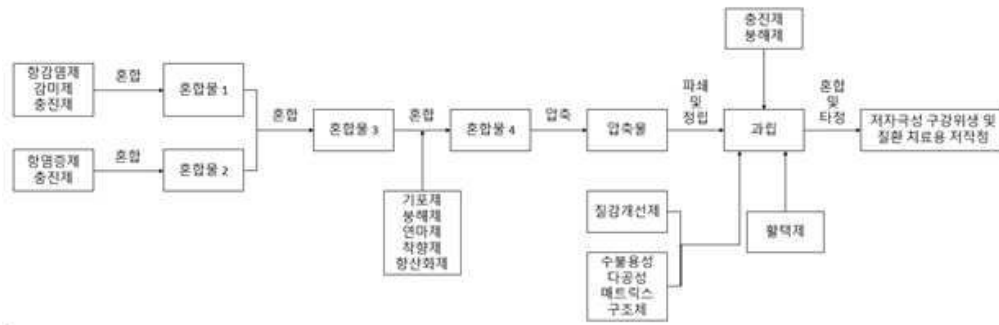 항감염제
감미제
충진제
혼합
혼합물 1
항염증제
충진제
혼합
혼합물 2
혼합
혼합물 3
혼합
기포제
붕해제
연마제
착향제
항산화제
혼합물 4
압축
압축물
파쇄
및
정립
충진제
붕해제
과립
질감개선제
수불용성
다공성
매트릭스
구조체
활택제
혼합
및
타정
저자극성 구강위생 및
질환 치료용 저작정